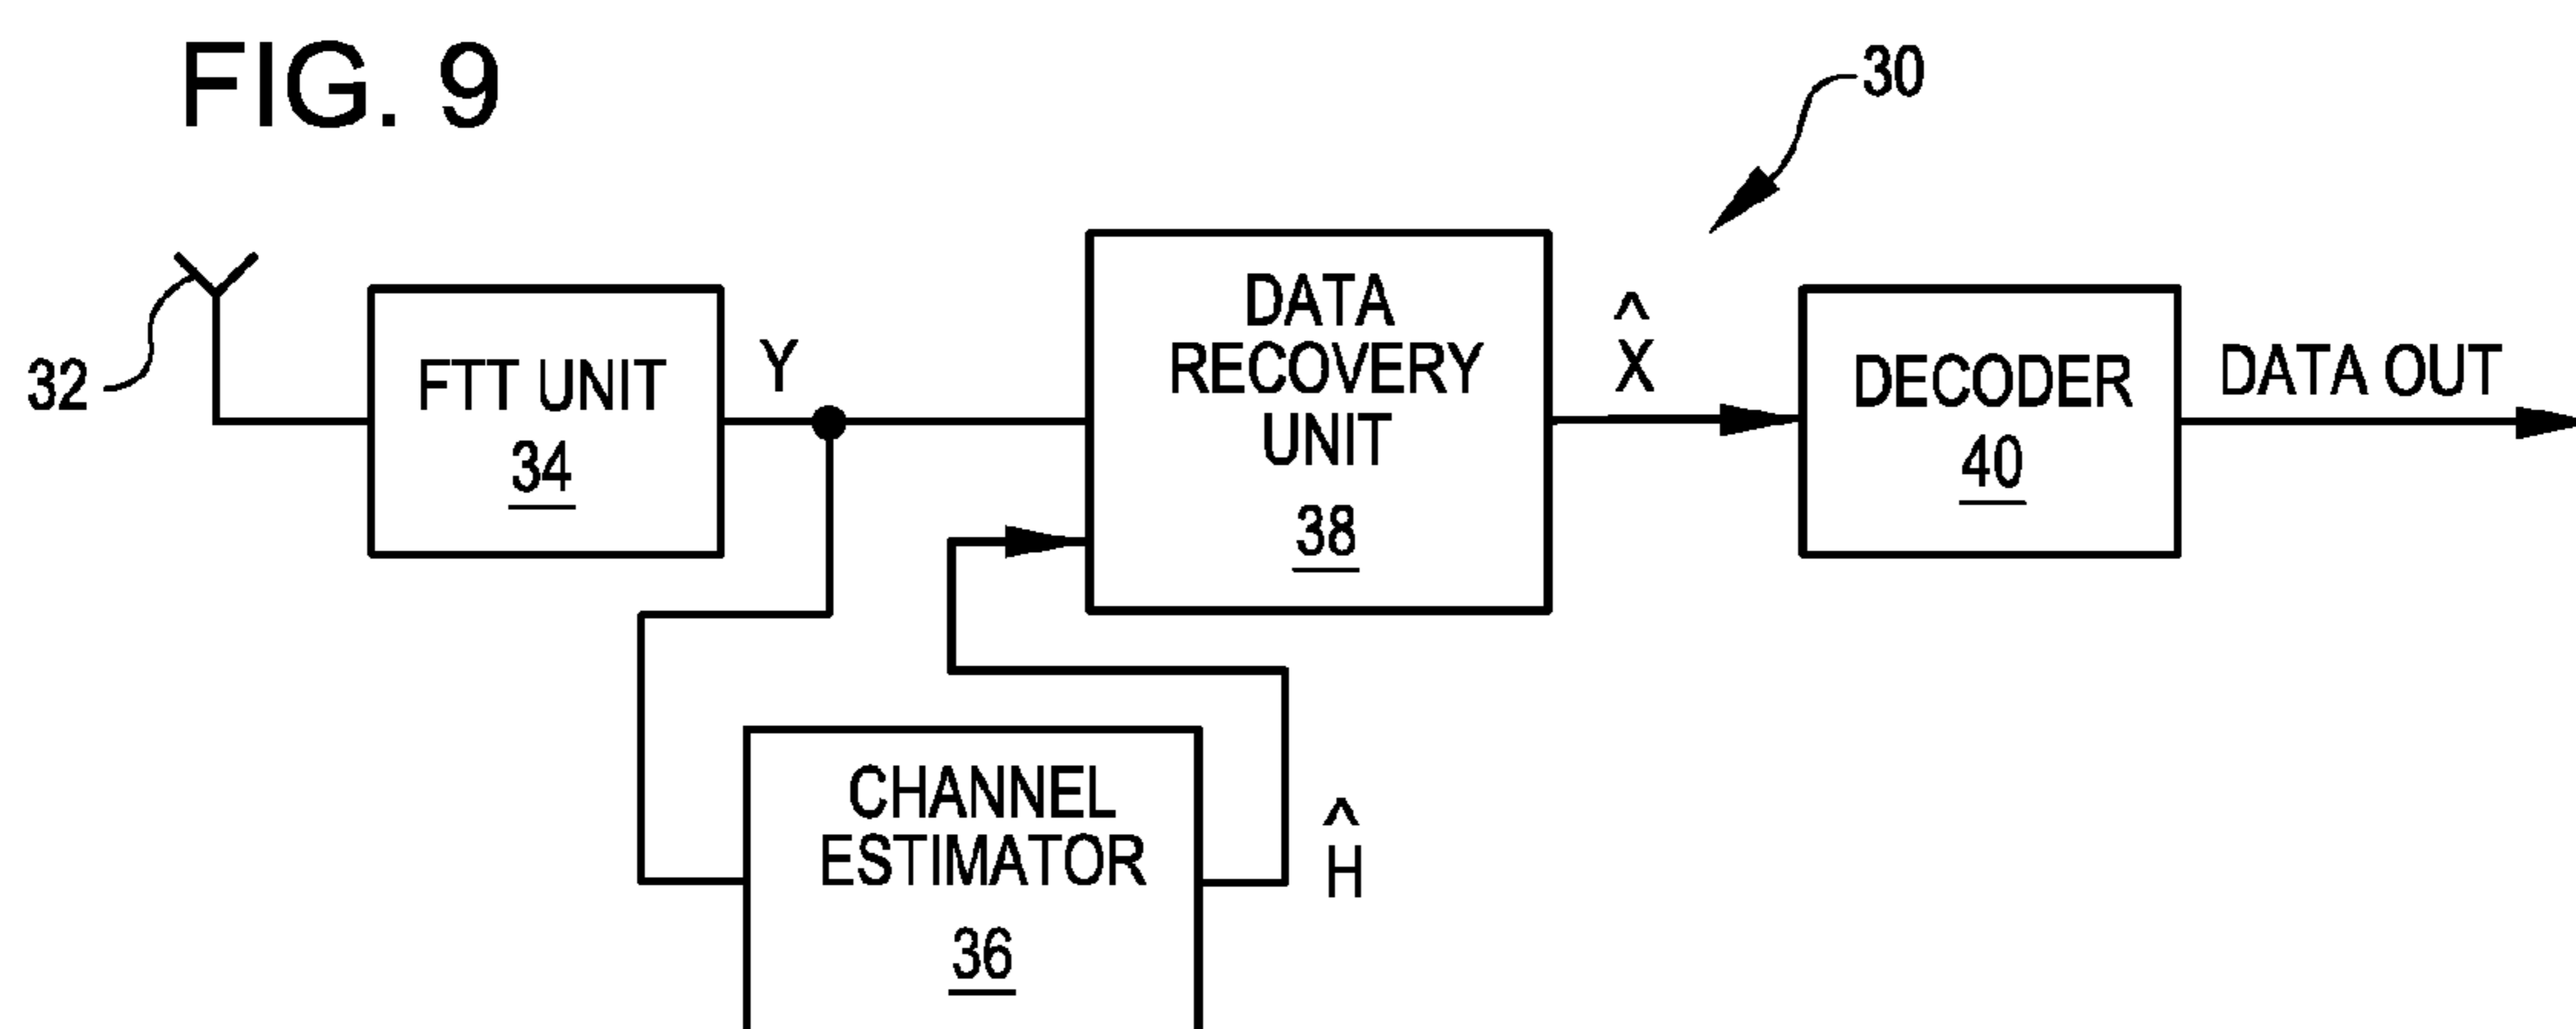 FIG. 9
30
32
FTT UNIT
34
Y
DATA
RECOVERY
UNIT
38
^
X
DECODER
40
DATA OUT
CHANNEL
ESTIMATOR
36
^
H